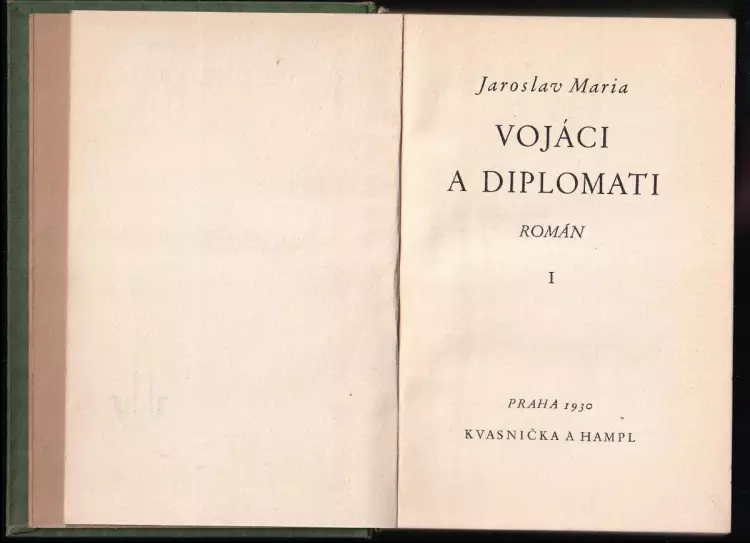 Jaroslav Maria
VOJÁCI
A DIPLOMATI
ROMÁN
I
PRAHA 1930
KVASNIČKA A HAMPL